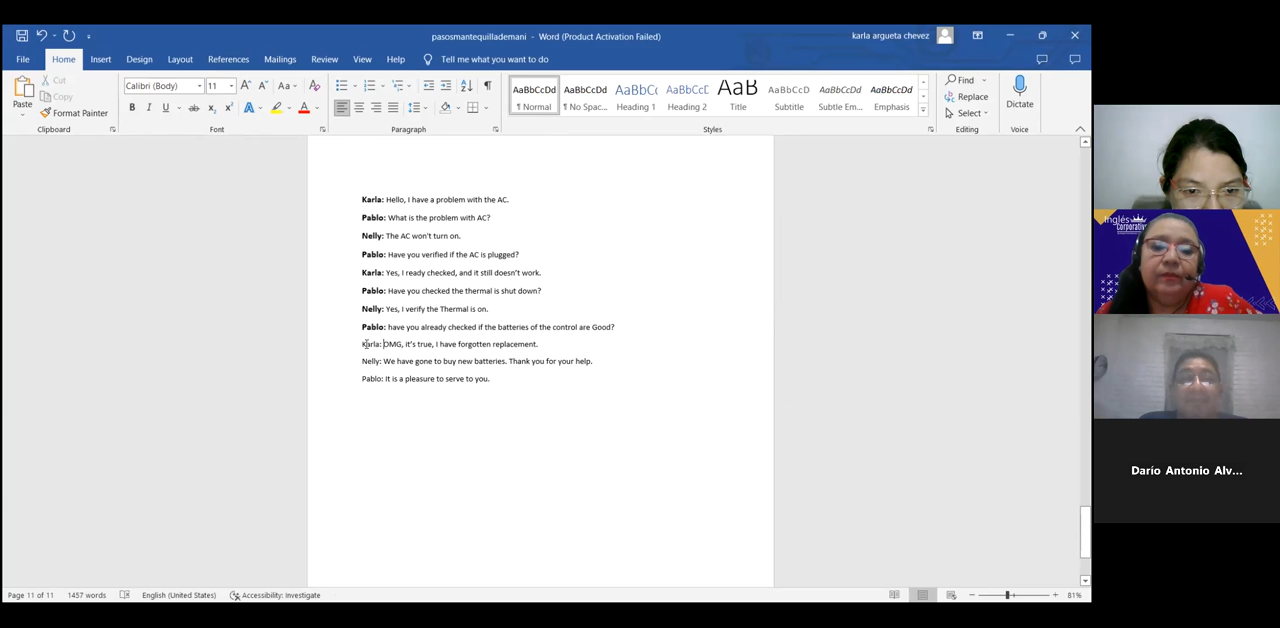 pasosmantequillademani - Word (Product Activation Failed)
karla argueta chevez
File Home Insert Design Layout References Mailings Review View Help Tell me what you want to do
Paste
Cut
Copy
Format Painter
Clipboard
Calibri (Body) 11
Font
Paragraph
AaBbCcDd AaBbCcDd AaBbC( AaBbCcC AaB AaBbCcD AaBbCcDd AaBbCcDd
¶ Normal ¶ No Spac... Heading 1 Heading 2 Title Subtitle Subtle Em... Emphasis
Styles
Find
Replace
Select
Editing
Dictate
Voice
Karla: Hello, I have a problem with the AC.
Pablo: What is the problem with AC?
Nelly: The AC won't turn on.
Pablo: Have you verified if the AC is plugged?
Karla: Yes, I ready checked, and it still doesn't work.
Pablo: Have you checked the thermal is shut down?
Nelly: Yes, I verify the Thermal is on.
Pablo: have you already checked if the batteries of the control are Good?
Karla: OMG, it's true, I have forgotten replacement.
Nelly: We have gone to buy new batteries. Thank you for your help.
Pablo: It is a pleasure to serve to you.
Page 11 of 11 1457 words English (United States) Accessibility: Investigate 81%
Inglés
Corporativo
Darío Antonio Alv...